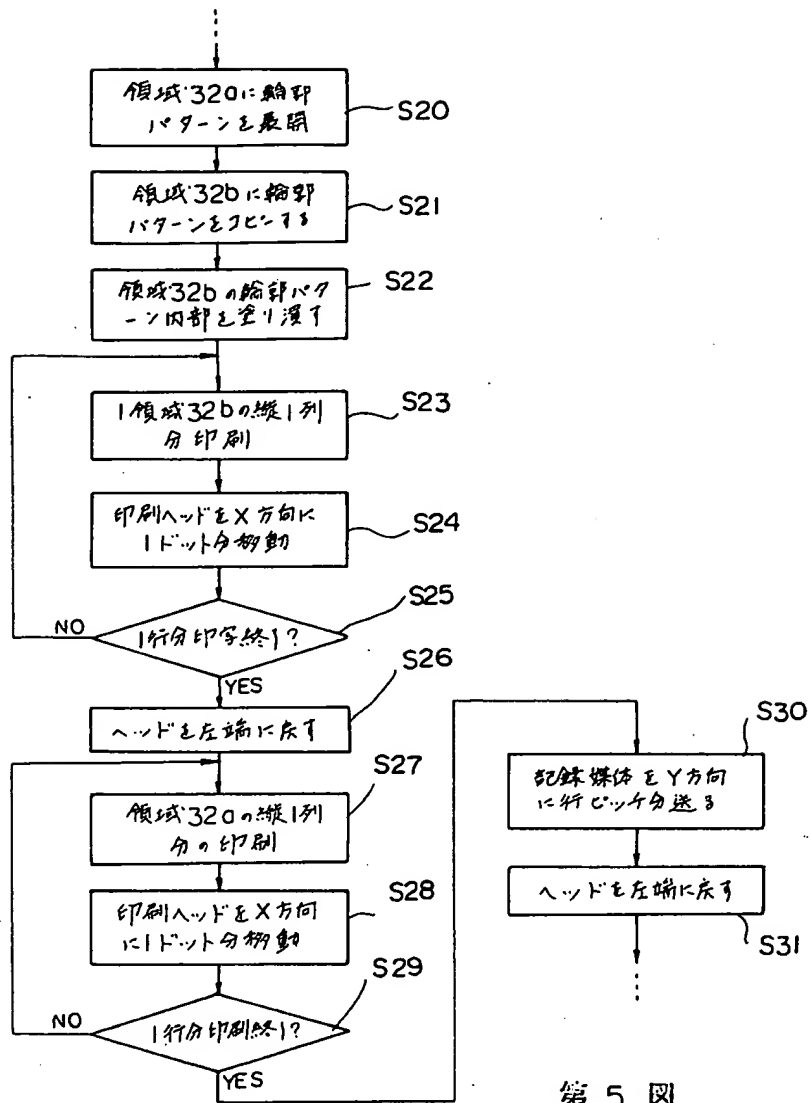 領域32aに輪郭
パターンを展開
S20
領域32bに輪郭
パターンをコピーする
S21
領域32bの輪郭パタ
ーン内部を塗り潰す
S22
1領域32bの縦1列
分印刷
S23
印刷ヘッドをX方向に
1ドット分移動
S24
1行分印字終了?
S25
NO
YES
ヘッドを左端に戻す
S26
領域32aの縦1列
分の印刷
S27
印刷ヘッドをX方向
に1ドット分移動
S28
1行分印刷終了?
S29
NO
YES
記録媒体をY方向
に行ピッチ分送る
S30
ヘッドを左端に戻す
S31
第5図